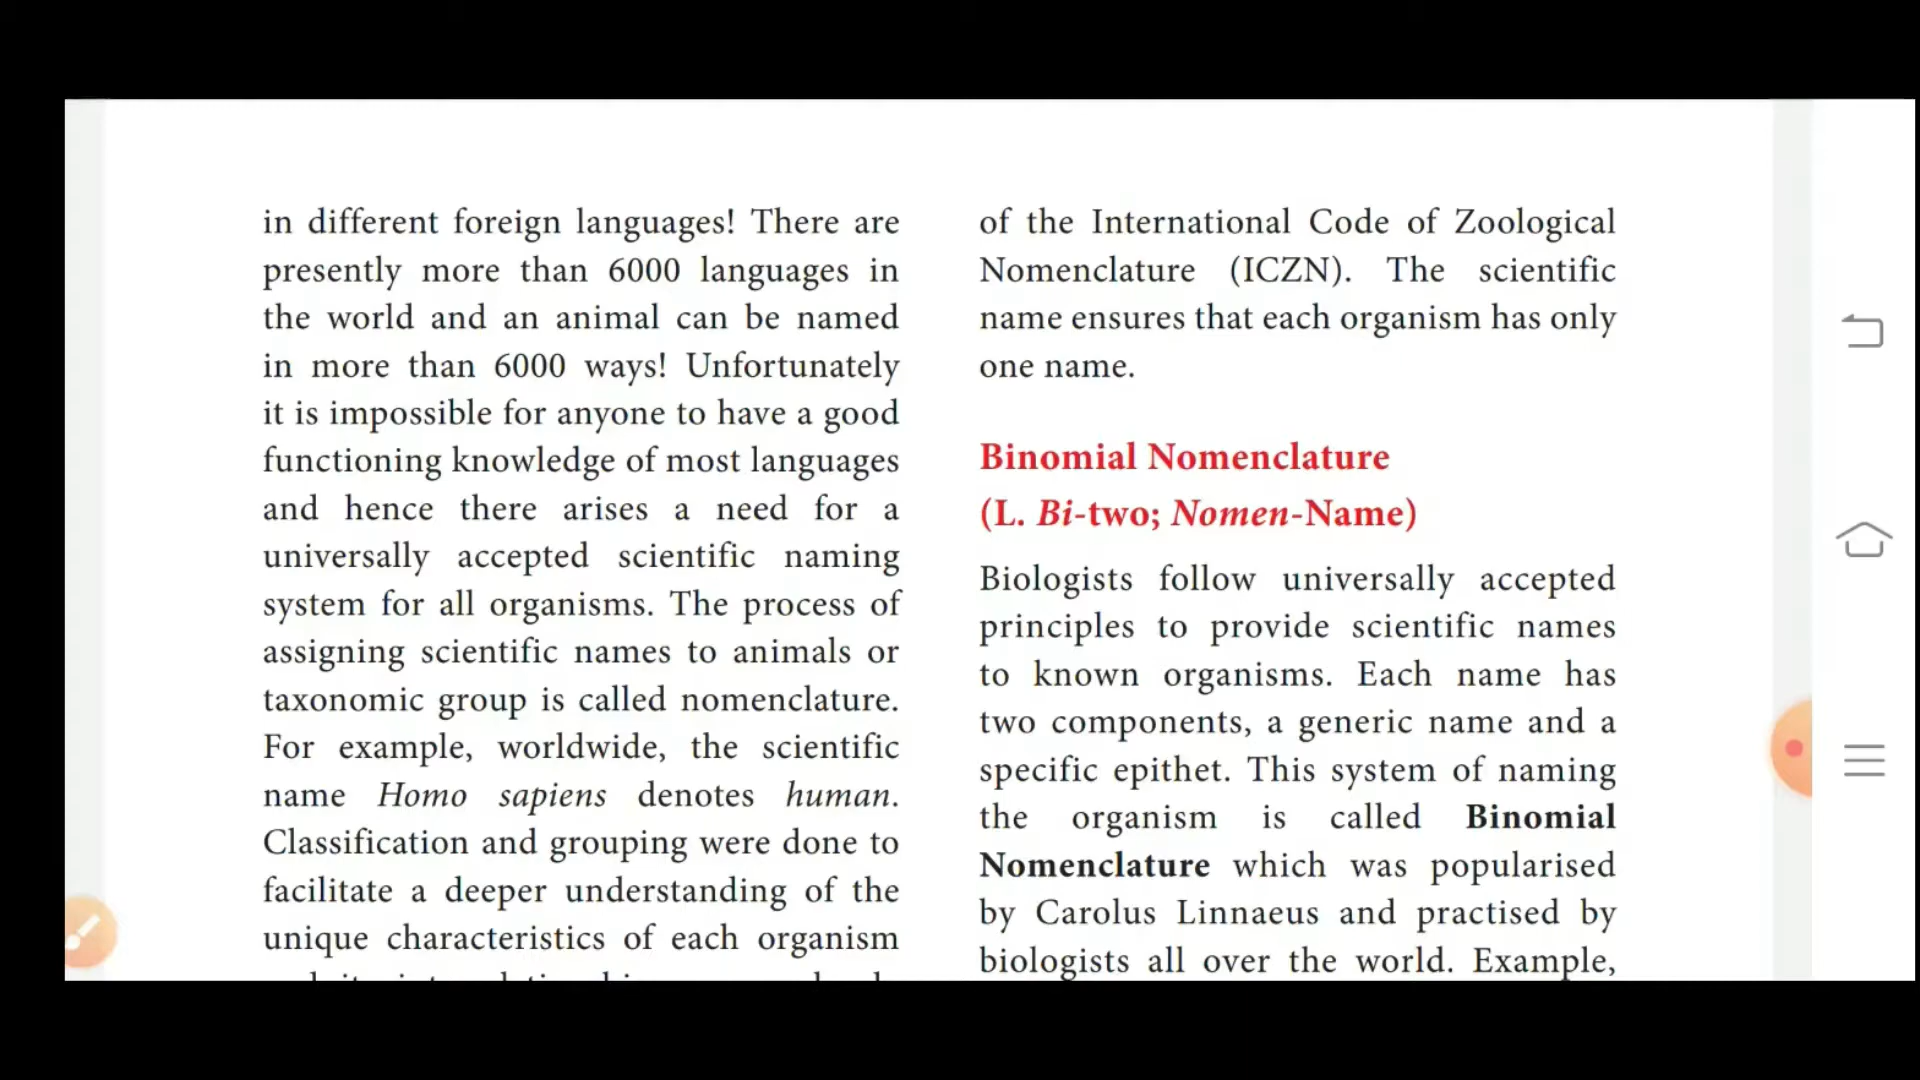 in different foreign languages! There are
presently more than 6000 languages in
the world and an animal can be named
in more than 6000 ways! Unfortunately
it is impossible for anyone to have a good
functioning knowledge of most languages
and hence there arises a need for a
universally accepted scientific naming
system for all organisms. The process of
assigning scientific names to animals or
taxonomic group is called nomenclature.
For example, worldwide, the scientific
name Homo sapiens denotes human.
Classification and grouping were done to
facilitate a deeper understanding of the
unique characteristics of each organism
of the International Code of Zoological
Nomenclature (ICZN). The scientific
name ensures that each organism has only
one name.
Binomial Nomenclature
(L. Bi-two; Nomen-Name)
Biologists follow universally accepted
principles to provide scientific names
to known organisms. Each name has
two components, a generic name and a
specific epithet. This system of naming
the organism is called Binomial
Nomenclature which was popularised
by Carolus Linnaeus and practised by
biologists all over the world. Example,